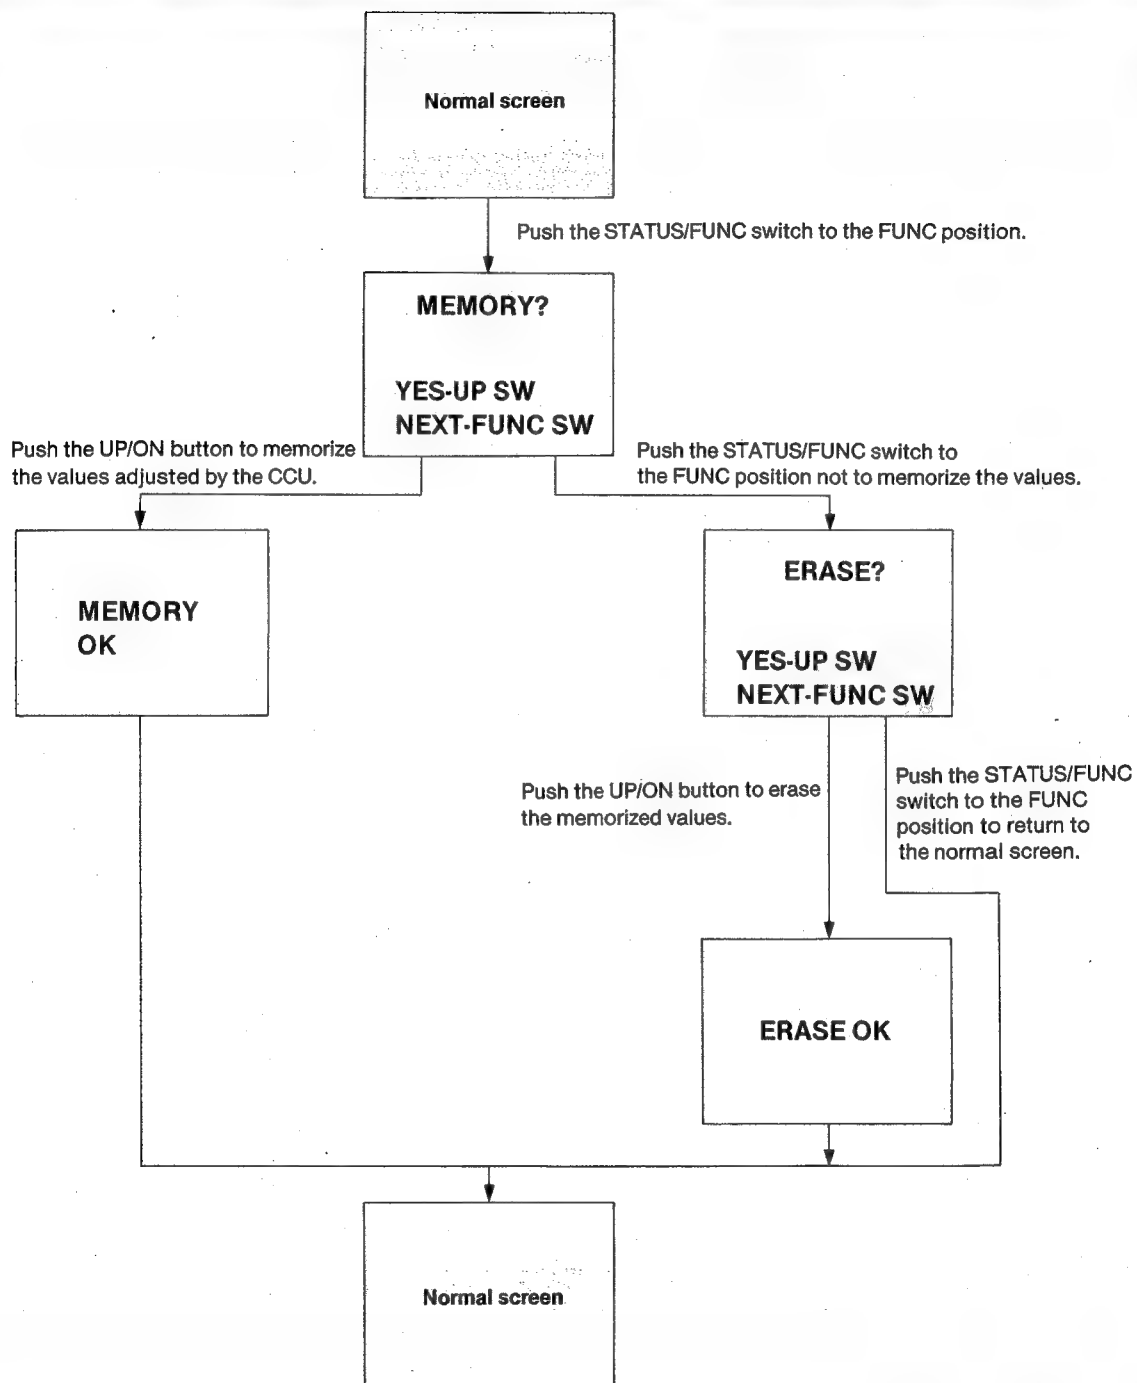 Normal screen
Push the STATUS/FUNC switch to the FUNC position.
MEMORY?
YES-UP SW
NEXT-FUNC SW
Push the UP/ON button to memorize
the values adjusted by the CCU.
Push the STATUS/FUNC switch to
the FUNC position not to memorize the values.
MEMORY
OK
ERASE?
YES-UP SW
NEXT-FUNC SW
Push the UP/ON button to erase
the memorized values.
Push the STATUS/FUNC
switch to the FUNC
position to return to
the normal screen.
ERASE OK
Normal screen